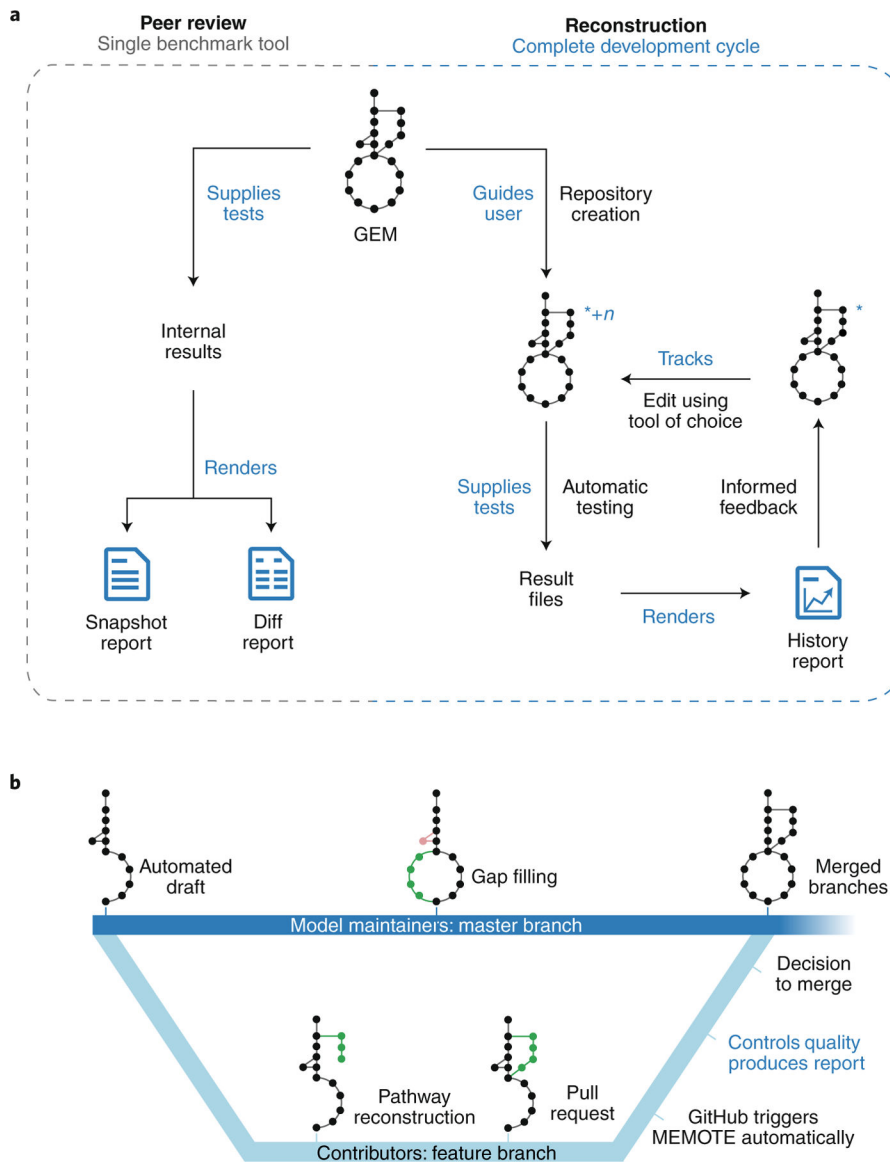 a
Peer review
Single benchmark tool
Reconstruction
Complete development cycle
Supplies
tests
GEM
Guides
user
Repository
creation
Internal
results
*+n
*
Tracks
Edit using
tool of choice
Renders
Supplies
tests
Automatic
testing
Informed
feedback
Snapshot
report
Diff
report
Result
files
Renders
History
report
b
Automated
draft
Gap filling
Merged
branches
Model maintainers: master branch
Decision
to merge
Controls quality
produces report
Pathway
reconstruction
Pull
request
GitHub triggers
MEMOTE automatically
Contributors: feature branch